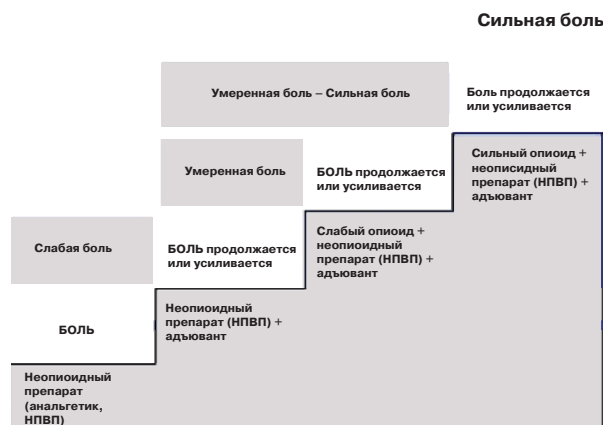 Сильная боль
Умеренная боль – Сильная боль
Боль продолжается
или усиливается
Умеренная боль
БОЛЬ продолжается
или усиливается
Сильный опиоид +
неописидный
препарат (НПВП) +
адъювант
Слабая боль
БОЛЬ продолжается
или усиливается
Слабый опиоид +
неопиоидный
препарат (НПВП) +
адъювант
БОЛЬ
Неопиоидный
препарат (НПВП) +
адъювант
Неопиоидный
препарат
(анальгетик,
НПВП)